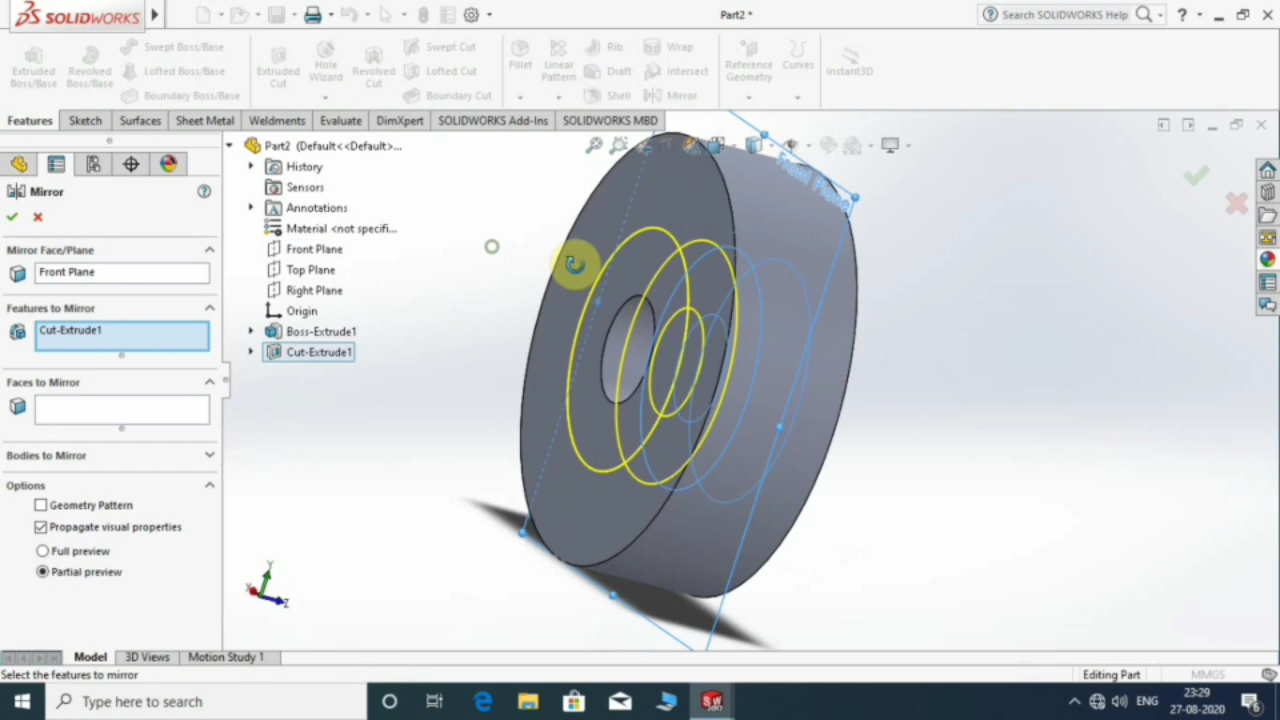 SOLIDWORKS
Part2 *
Search SOLIDWORKS Help
Extruded Boss/Base
Revolved Boss/Base
Swept Boss/Base
Lofted Boss/Base
Boundary Boss/Base
Extruded Cut
Hole Wizard
Revolved Cut
Swept Cut
Lofted Cut
Boundary Cut
Fillet
Linear Pattern
Rib
Draft
Shell
Wrap
Intersect
Mirror
Reference Geometry
Curves
Instant3D
Features
Sketch
Surfaces
Sheet Metal
Weldments
Evaluate
DimXpert
SOLIDWORKS Add-Ins
SOLIDWORKS MBD
Mirror
Mirror Face/Plane
Front Plane
Features to Mirror
Cut-Extrude1
Faces to Mirror
Bodies to Mirror
Options
Geometry Pattern
Propagate visual properties
Full preview
Partial preview
Part2 (Default<<Default>...
History
Sensors
Annotations
Material <not specifi...
Front Plane
Top Plane
Right Plane
Origin
Boss-Extrude1
Cut-Extrude1
Front Plane
Y
X
Z
Model
3D Views
Motion Study 1
Select the features to mirror
Editing Part
MMGS
Type here to search
ENG
23:29
27-08-2020
6